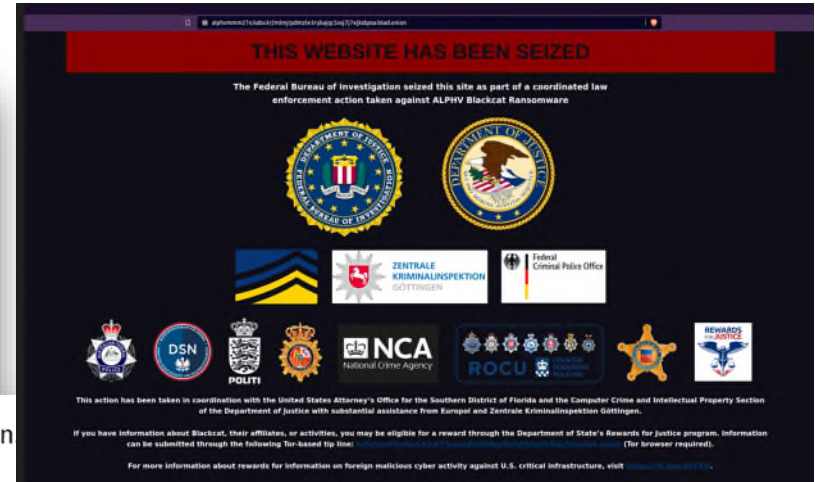 THIS WEBSITE HAS BEEN SEIZED
The Federal Bureau of Investigation seized this site as part of a coordinated law
enforcement action taken against ALPHV Blackcat Ransomware
DEPARTMENT OF JUSTICE
FEDERAL BUREAU OF INVESTIGATION
DEPARTMENT OF JUSTICE
ZENTRALE
KRIMINALINSPEKTION
GÖTTINGEN
Federal
Criminal Police Office
POLICE
DSN
POLITI
NCA
National Crime Agency
ROCU
COUNTER
TERRORISM
POLICING
REWARDS
FOR JUSTICE
This action has been taken in coordination with the United States Attorney's Office for the Southern District of Florida and the Computer Crime and Intellectual Property Section
of the Department of Justice with substantial assistance from Europol and Zentrale Kriminalinspektion Göttingen.
n.
If you have information about Blackcat, their affiliates, or activities, you may be eligible for a reward through the Department of State's Rewards for Justice program. Information
can be submitted through the following Tor-based tip line: (Tor browser required).
For more information about rewards for information on foreign malicious cyber activity against U.S. critical infrastructure, visit